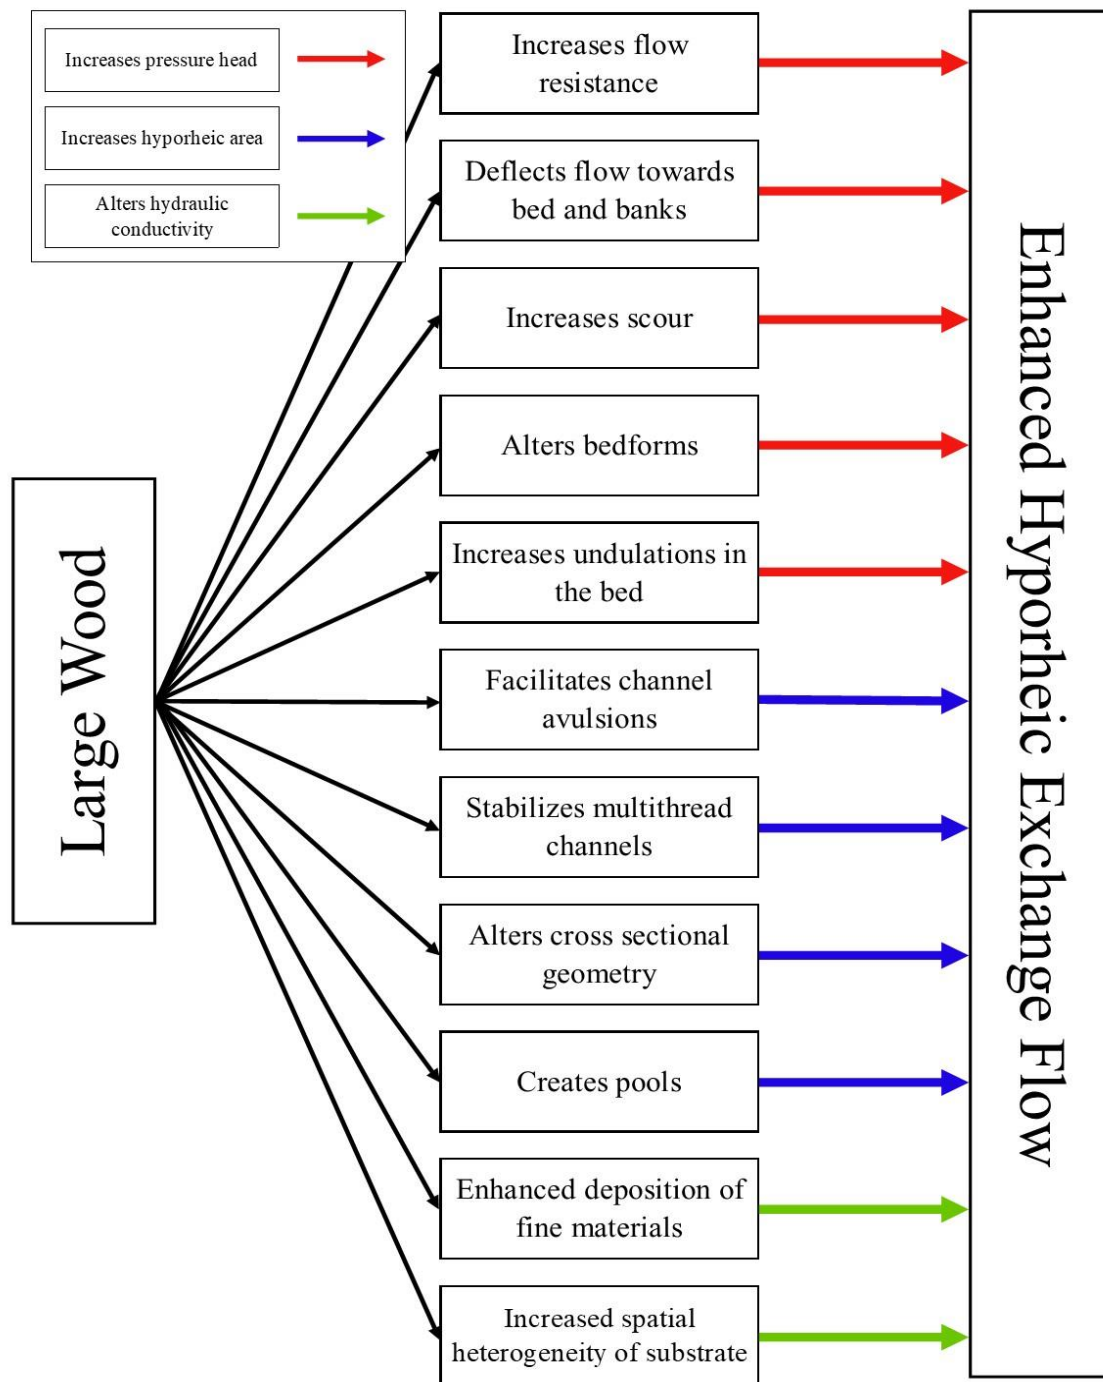 Increases pressure head
Increases hyporheic area
Alters hydraulic
conductivity
Large Wood
Increases flow
resistance
Deflects flow towards
bed and banks
Increases scour
Alters bedforms
Increases undulations in
the bed
Facilitates channel
avulsions
Stabilizes multithread
channels
Alters cross sectional
geometry
Creates pools
Enhanced deposition of
fine materials
Increased spatial
heterogeneity of substrate
Enhanced Hyporheic Exchange Flow